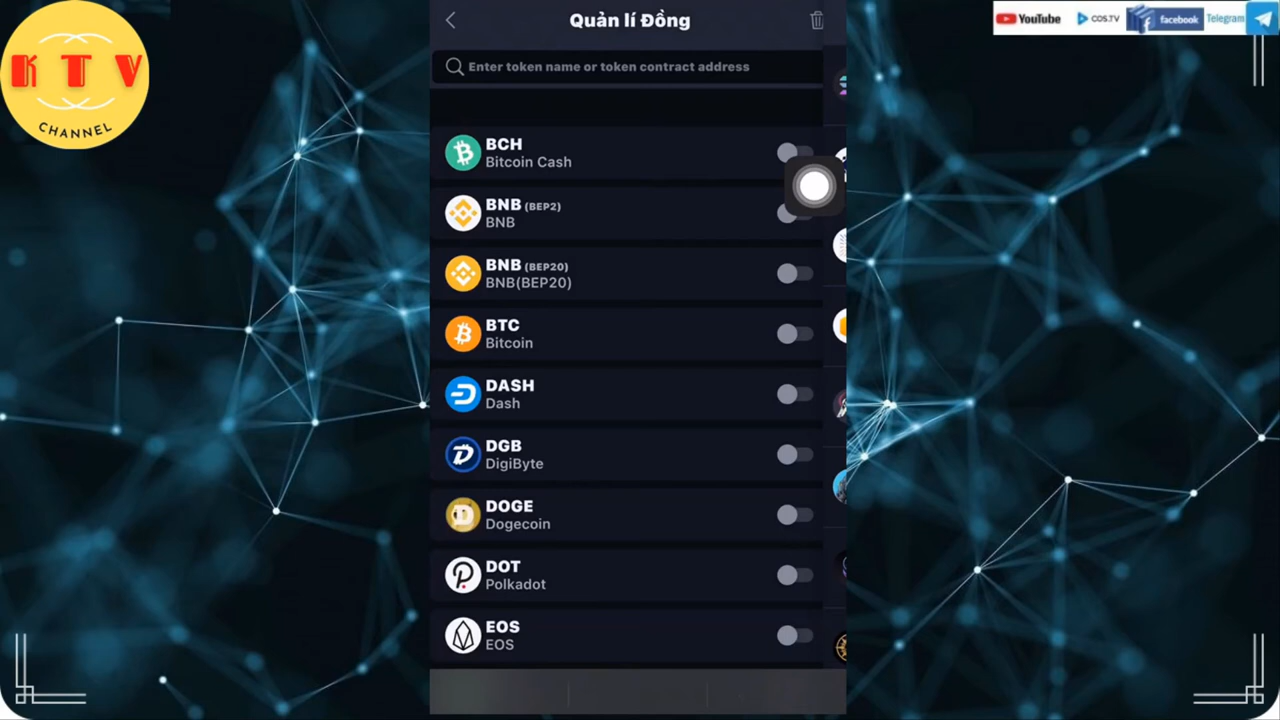 K T V
CHANNEL
YouTube
COS.TV
facebook
Telegram
Quản lí Đồng
Enter token name or token contract address
BCH
Bitcoin Cash
BNB (BEP2)
BNB
BNB (BEP20)
BNB(BEP20)
BTC
Bitcoin
DASH
Dash
DGB
DigiByte
DOGE
Dogecoin
DOT
Polkadot
EOS
EOS